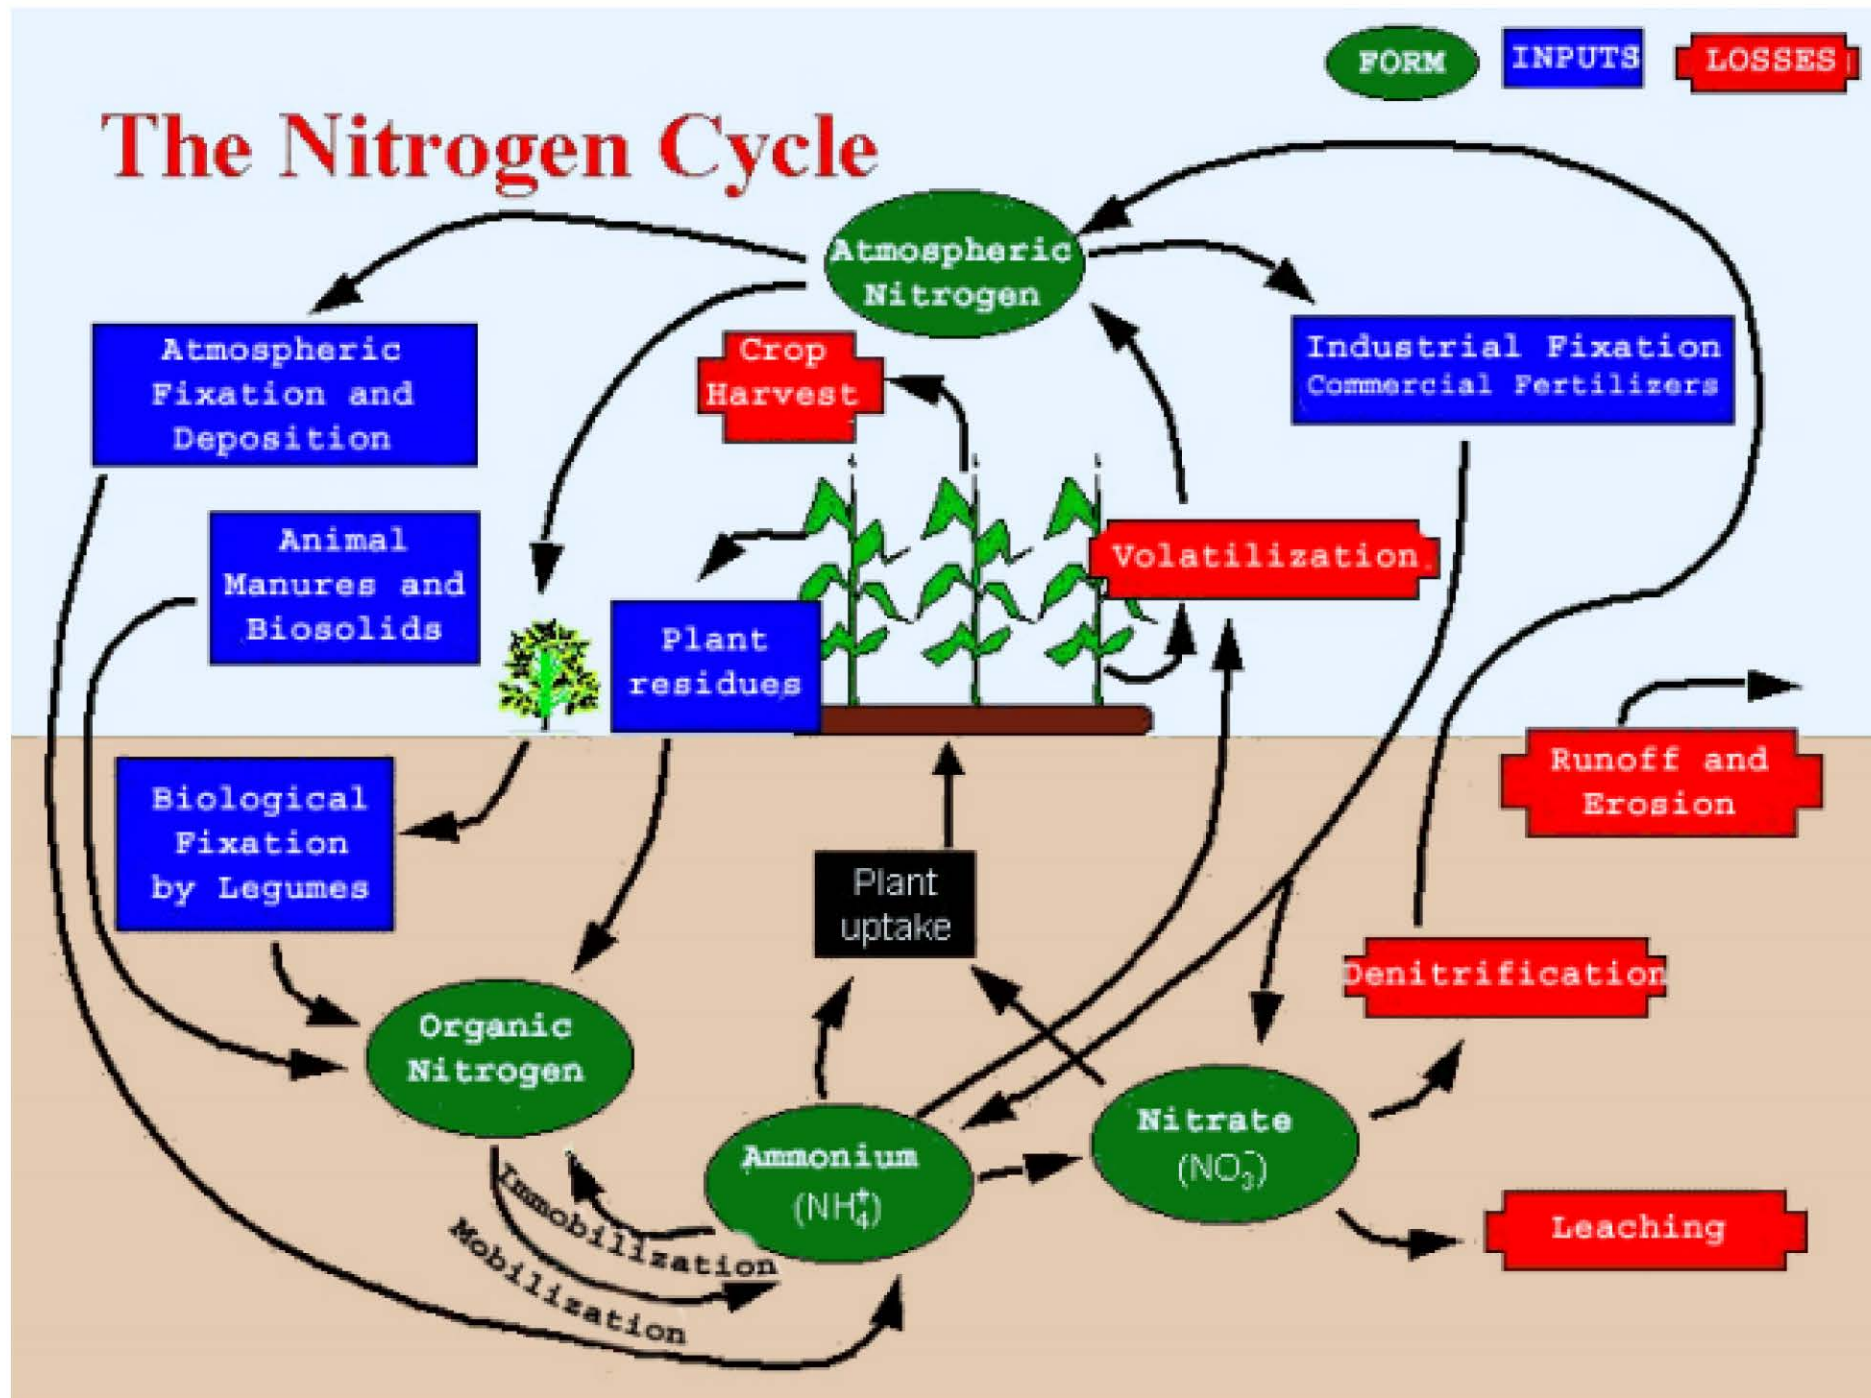 FORM
INPUTS
LOSSES
The Nitrogen Cycle
Atmospheric
Nitrogen
Crop
Harvest
Atmospheric
Fixation and
Deposition
Industrial Fixation
Commercial Fertilizers
Animal
Manures and
Biosolids
Volatilization
Plant
residues
Runoff and
Erosion
Biological
Fixation
by Legumes
Plant
uptake
Denitrification
Organic
Nitrogen
Ammonium
(NH₄⁺)
Nitrate
(NO₃⁻)
Immobilization
Mobilization
Leaching